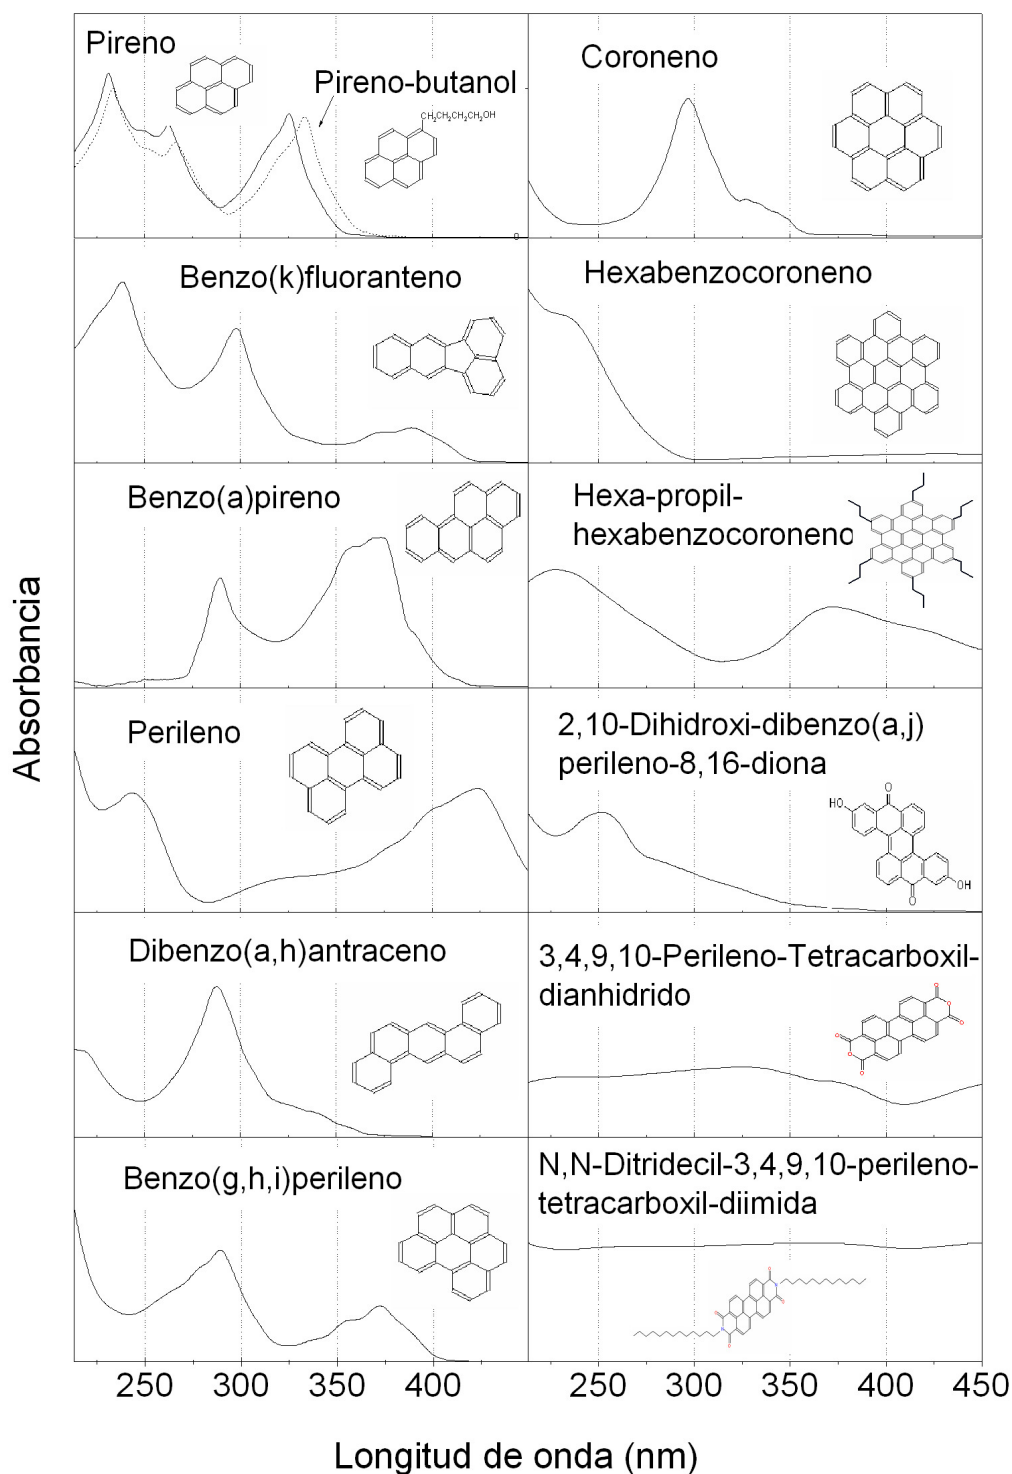 Absorbancia
Pireno
Pireno-butanol
CH₂CH₂CH₂CH₂OH
0
Coroneno
Benzo(k)fluoranteno
Hexabenzocoroneno
Benzo(a)pireno
Hexa-propil-
hexabenzocoroneno
Perileno
2,10-Dihidroxi-dibenzo(a,j)
perileno-8,16-diona
O
HO
OH
O
Dibenzo(a,h)antraceno
3,4,9,10-Perileno-Tetracarboxil-
dianhidrido
O
O
O
O
O
O
Benzo(g,h,i)perileno
N,N-Ditridecil-3,4,9,10-perileno-
tetracarboxil-diimida
O
N
O
O
N
O
250 300 350 400 250 300 350 400 450
Longitud de onda (nm)